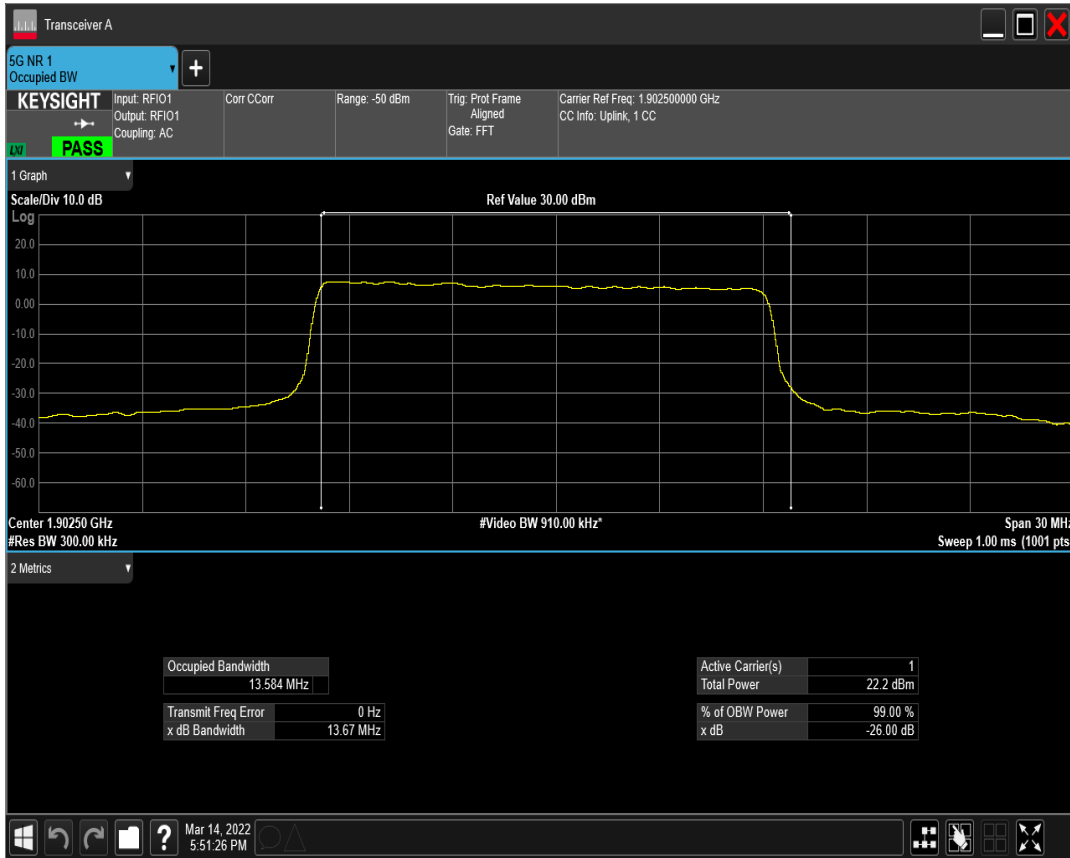 Transceiver A
5G NR 1
Occupied BW
KEYSIGHT
Input: RFIO1
Output: RFIO1
Coupling: AC
Corr CCorr
Range: -50 dBm
Trig: Prot Frame
Aligned
Gate: FFT
Carrier Ref Freq: 1.902500000 GHz
CC Info: Uplink, 1 CC
LXI
PASS
1 Graph
Scale/Div 10.0 dB
Ref Value 30.00 dBm
Log
20.0
10.0
0.00
-10.0
-20.0
-30.0
-40.0
-50.0
-60.0
Center 1.90250 GHz
#Video BW 910.00 kHz*
Span 30 MHz
#Res BW 300.00 kHz
Sweep 1.00 ms (1001 pts
2 Metrics
Occupied Bandwidth
13.584 MHz
Transmit Freq Error 0 Hz
x dB Bandwidth 13.67 MHz
Active Carrier(s) 1
Total Power 22.2 dBm
% of OBW Power 99.00 %
x dB -26.00 dB
?
Mar 14, 2022
5:51:26 PM